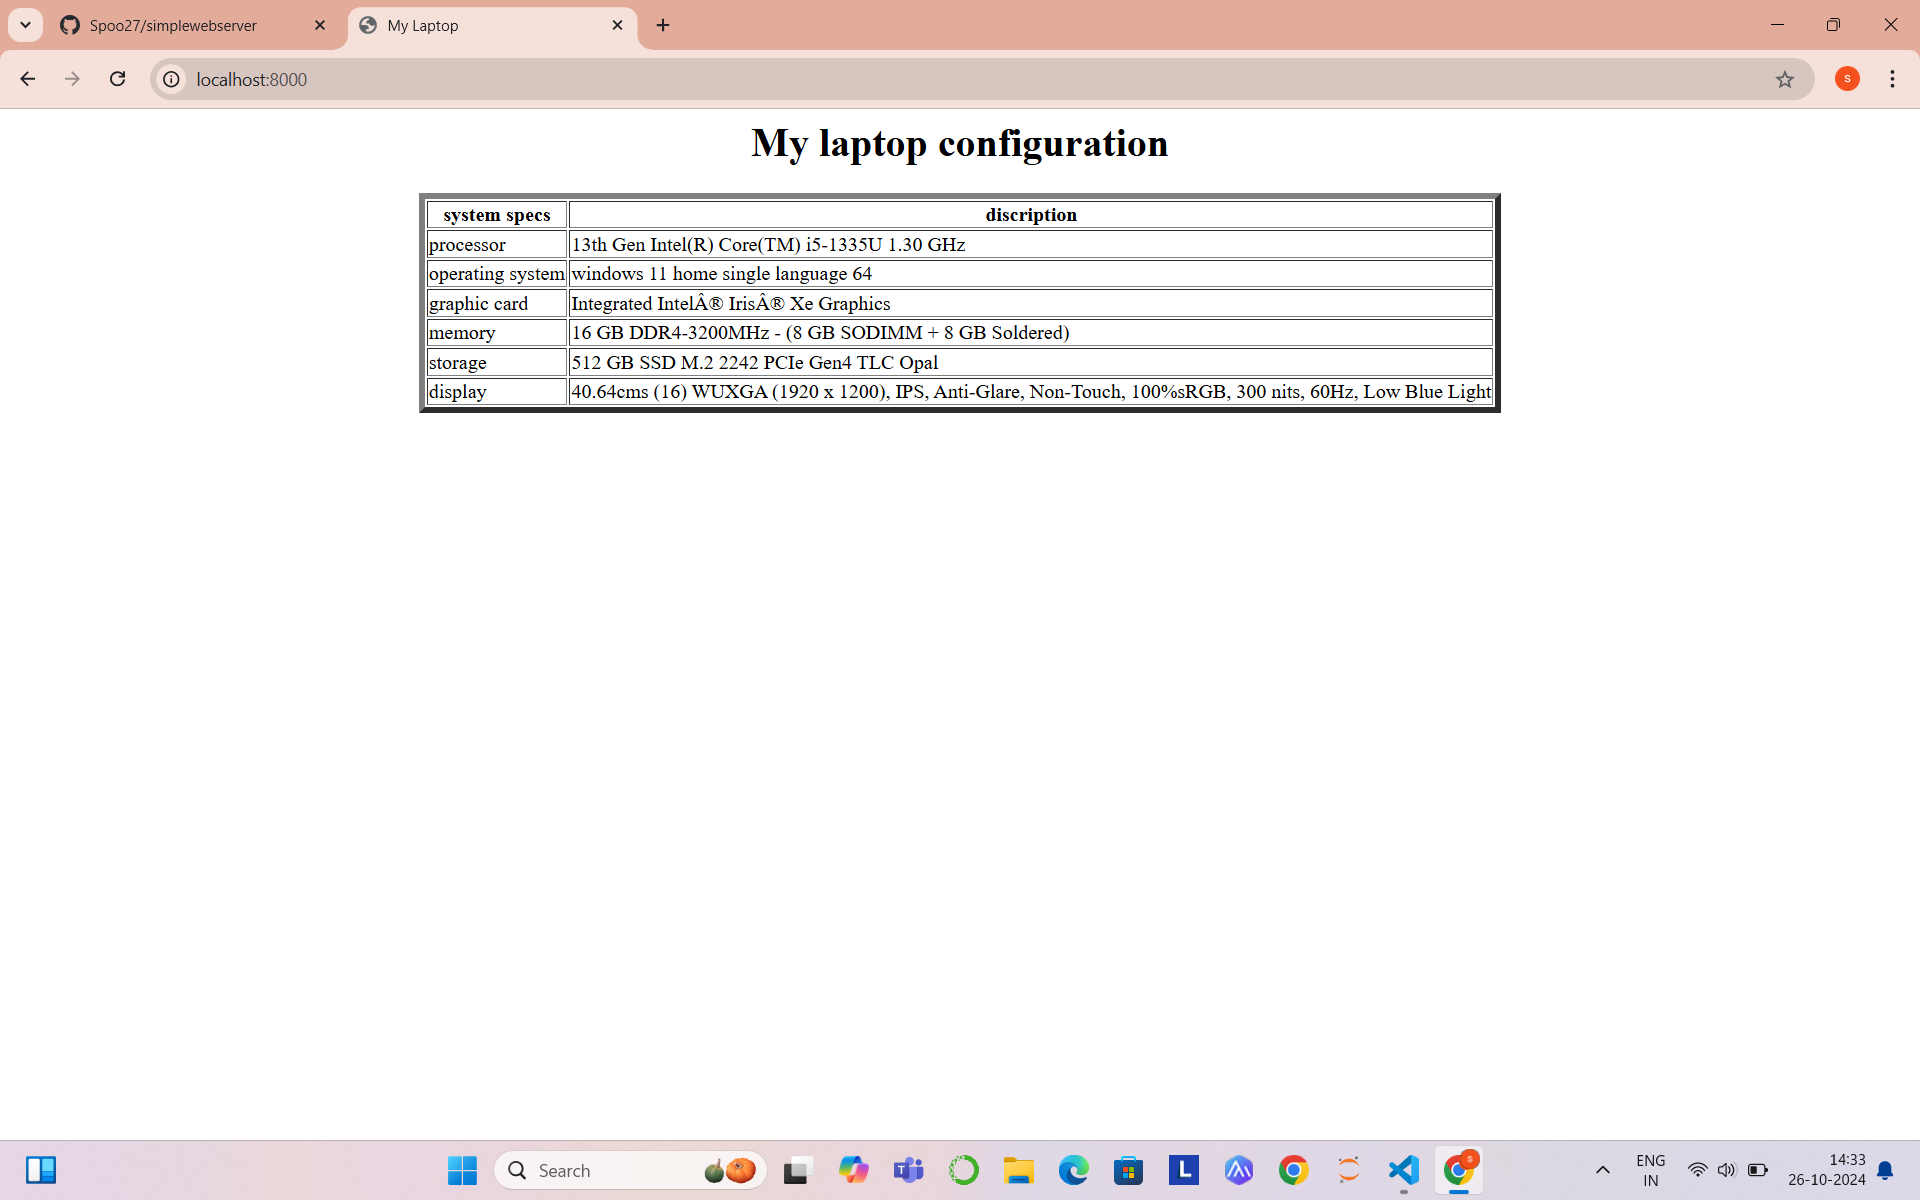 Spoo27/simplewebserver
My Laptop
localhost:8000
S
My laptop configuration
system specs discription
processor 13th Gen Intel(R) Core(TM) i5-1335U 1.30 GHz
operating system windows 11 home single language 64
graphic card Integrated IntelÂ® IrisÂ® Xe Graphics
memory 16 GB DDR4-3200MHz - (8 GB SODIMM + 8 GB Soldered)
storage 512 GB SSD M.2 2242 PCIe Gen4 TLC Opal
display 40.64cms (16) WUXGA (1920 x 1200), IPS, Anti-Glare, Non-Touch, 100%sRGB, 300 nits, 60Hz, Low Blue Light
Search
T
L
S
ENG
IN
14:33
26-10-2024